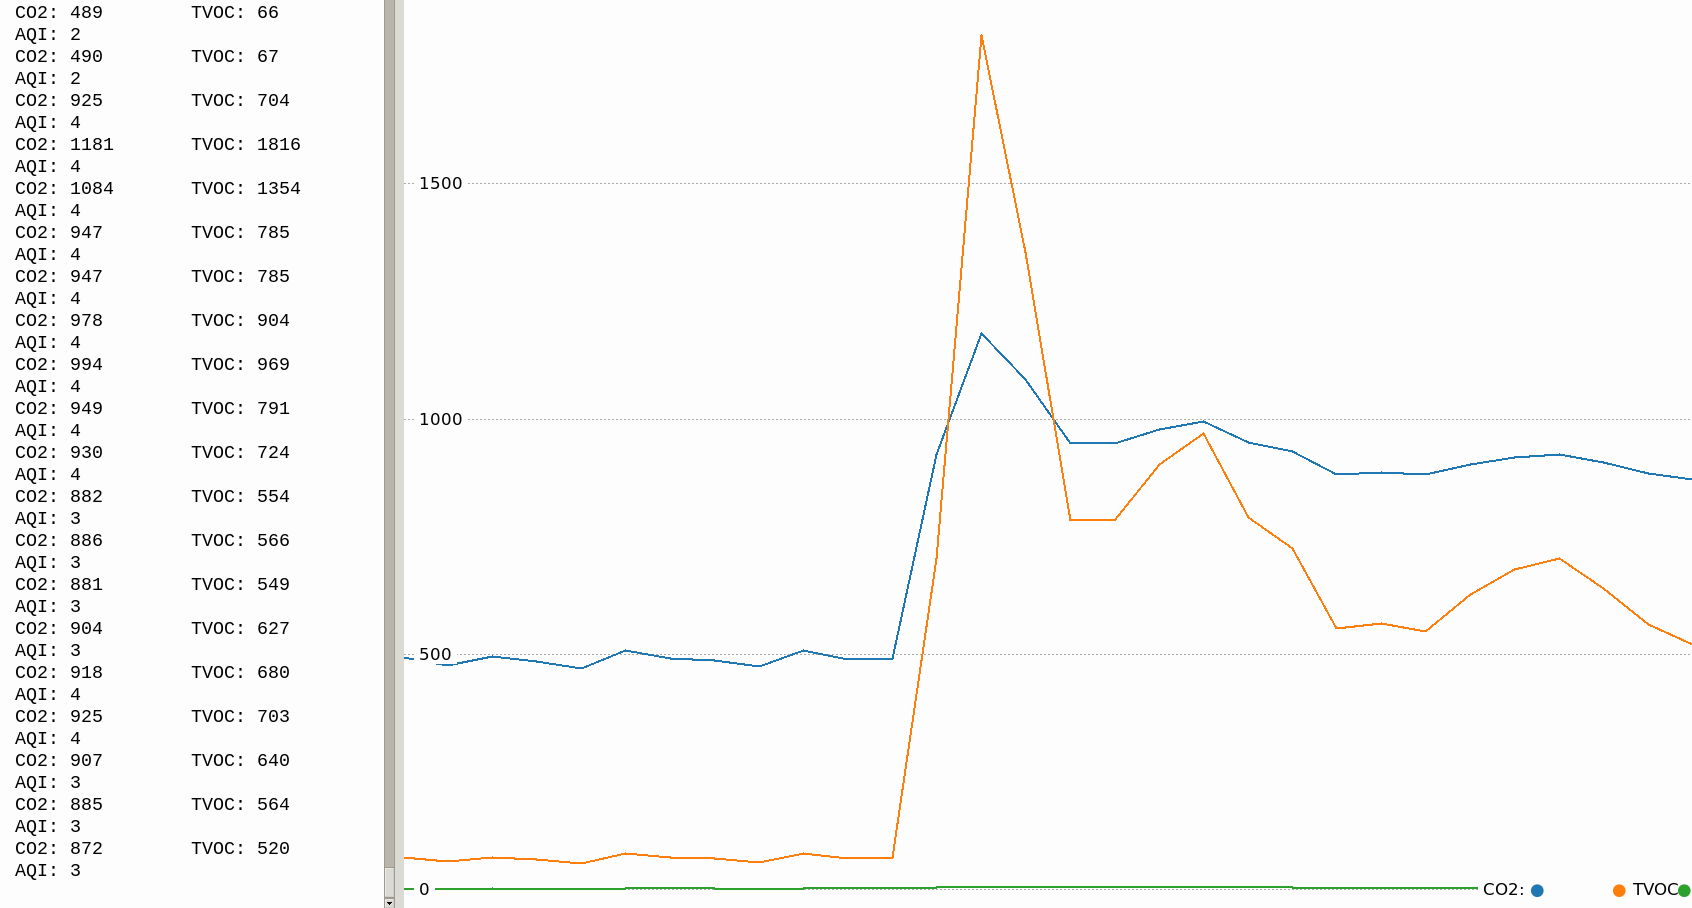 CO2: 489 TVOC: 66
AQI: 2
CO2: 490 TVOC: 67
AQI: 2
CO2: 925 TVOC: 704
AQI: 4
CO2: 1181 TVOC: 1816
AQI: 4
CO2: 1084 TVOC: 1354
AQI: 4
CO2: 947 TVOC: 785
AQI: 4
CO2: 947 TVOC: 785
AQI: 4
CO2: 978 TVOC: 904
AQI: 4
CO2: 994 TVOC: 969
AQI: 4
CO2: 949 TVOC: 791
AQI: 4
CO2: 930 TVOC: 724
AQI: 4
CO2: 882 TVOC: 554
AQI: 3
CO2: 886 TVOC: 566
AQI: 3
CO2: 881 TVOC: 549
AQI: 3
CO2: 904 TVOC: 627
AQI: 3
CO2: 918 TVOC: 680
AQI: 4
CO2: 925 TVOC: 703
AQI: 4
CO2: 907 TVOC: 640
AQI: 3
CO2: 885 TVOC: 564
AQI: 3
CO2: 872 TVOC: 520
AQI: 3
1500
1000
500
0
CO2: TVOC